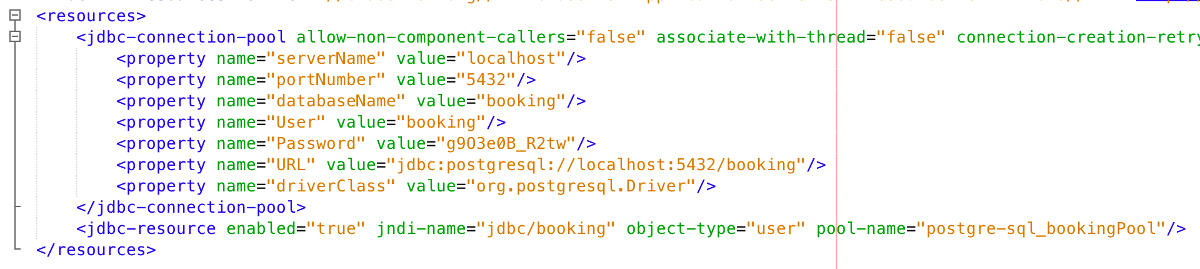 <resources>
<jdbc-connection-pool allow-non-component-callers="false" associate-with-thread="false" connection-creation-retry
<property name="serverName" value="localhost"/>
<property name="portNumber" value="5432"/>
<property name="databaseName" value="booking"/>
<property name="User" value="booking"/>
<property name="Password" value="g9O3e0B_R2tw"/>
<property name="URL" value="jdbc:postgresql://localhost:5432/booking"/>
<property name="driverClass" value="org.postgresql.Driver"/>
</jdbc-connection-pool>
<jdbc-resource enabled="true" jndi-name="jdbc/booking" object-type="user" pool-name="postgre-sql_bookingPool"/>
</resources>